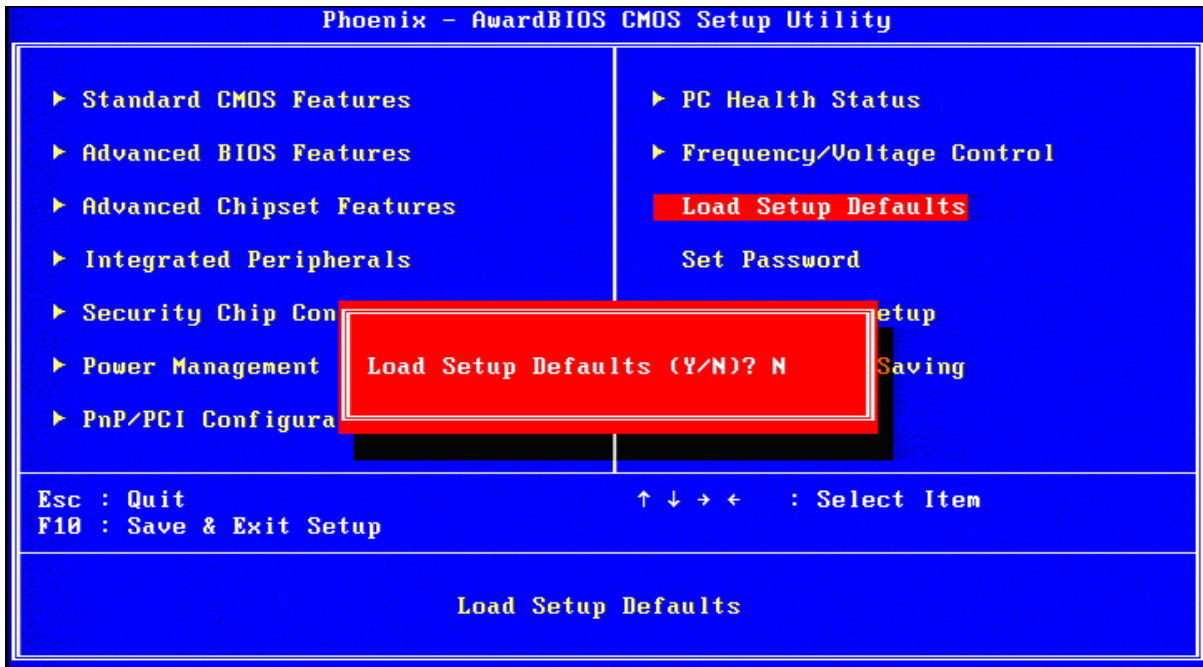 Phoenix - AwardBIOS CMOS Setup Utility
Standard CMOS Features
Advanced BIOS Features
Advanced Chipset Features
Integrated Peripherals
Security Chip Con
Power Management
PnP/PCI Configura
PC Health Status
Frequency/Voltage Control
Load Setup Defaults
Set Password
etup
Saving
Load Setup Defaults (Y/N)? N
Esc : Quit
F10 : Save & Exit Setup
↑ ↓ → ← : Select Item
Load Setup Defaults